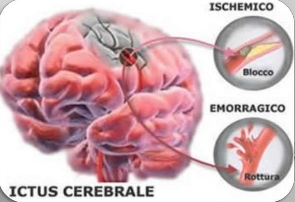 ISCHEMICO
Blocco
EMORRAGICO
Rottura
ICTUS CEREBRALE